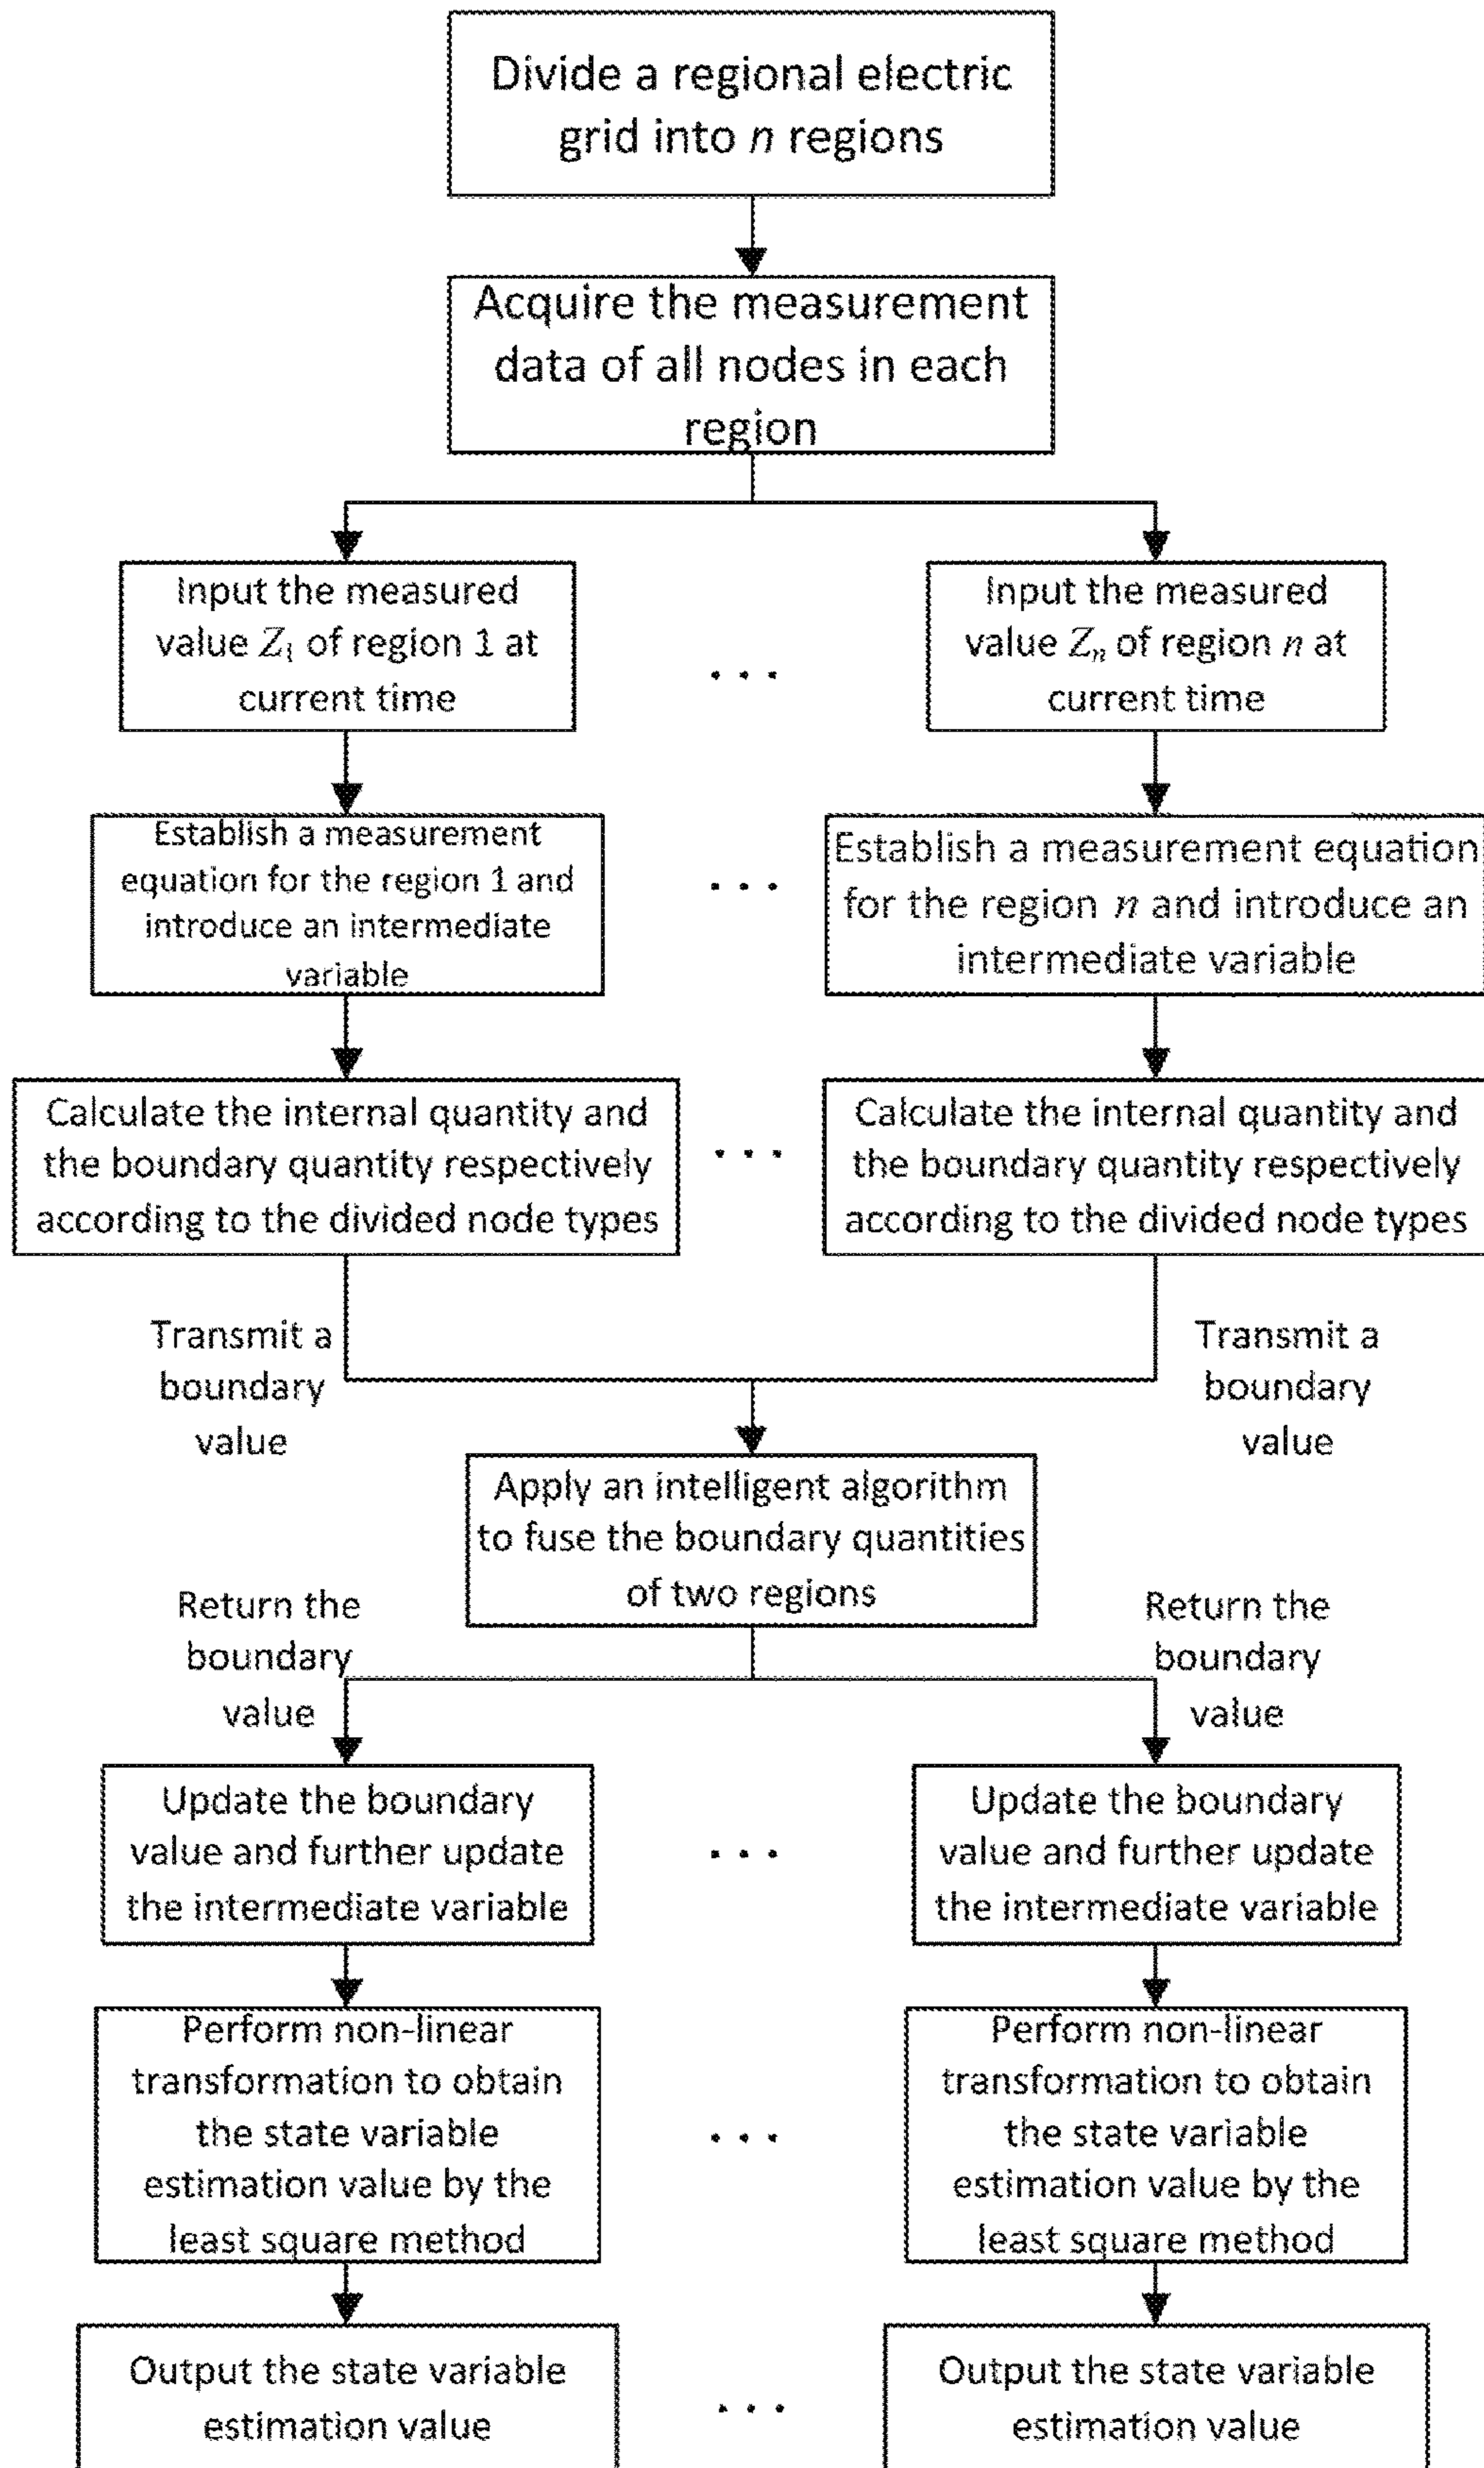 Divide a regional electric
grid into n regions
Acquire the measurement
data of all nodes in each
region
Input the measured
value Z₁ of region 1 at
current time
. . .
Input the measured
value Zₙ of region n at
current time
Establish a measurement
equation for the region 1 and
introduce an intermediate
variable
. . .
Establish a measurement equation
for the region n and introduce an
intermediate variable
Calculate the internal quantity and
the boundary quantity respectively
according to the divided node types
. . .
Calculate the internal quantity and
the boundary quantity respectively
according to the divided node types
Transmit a
boundary
value
Transmit a
boundary
value
Apply an intelligent algorithm
to fuse the boundary quantities
of two regions
Return the
boundary
value
Return the
boundary
value
Update the boundary
value and further update
the intermediate variable
. . .
Update the boundary
value and further update
the intermediate variable
Perform non-linear
transformation to obtain
the state variable
estimation value by the
least square method
. . .
Perform non-linear
transformation to obtain
the state variable
estimation value by the
least square method
Output the state variable
estimation value
. . .
Output the state variable
estimation value